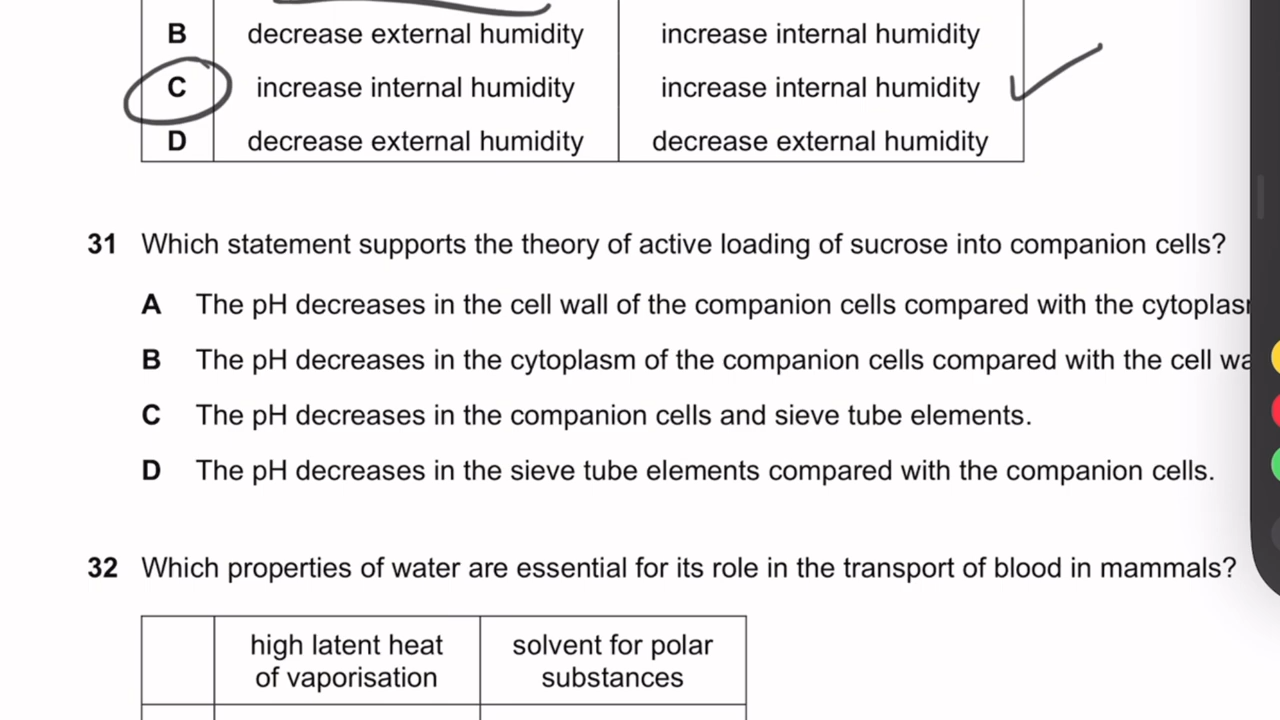 B decrease external humidity increase internal humidity
C increase internal humidity increase internal humidity
D decrease external humidity decrease external humidity
31 Which statement supports the theory of active loading of sucrose into companion cells?
A The pH decreases in the cell wall of the companion cells compared with the
B The pH decreases in the cytoplasm of the companion cells compared with the cell
C The pH decreases in the companion cells and sieve tube elements.
D The pH decreases in the sieve tube elements compared with the companion cells.
32 Which properties of water are essential for its role in the transport of blood in mammals?
high latent heat solvent for polar
of vaporisation substances